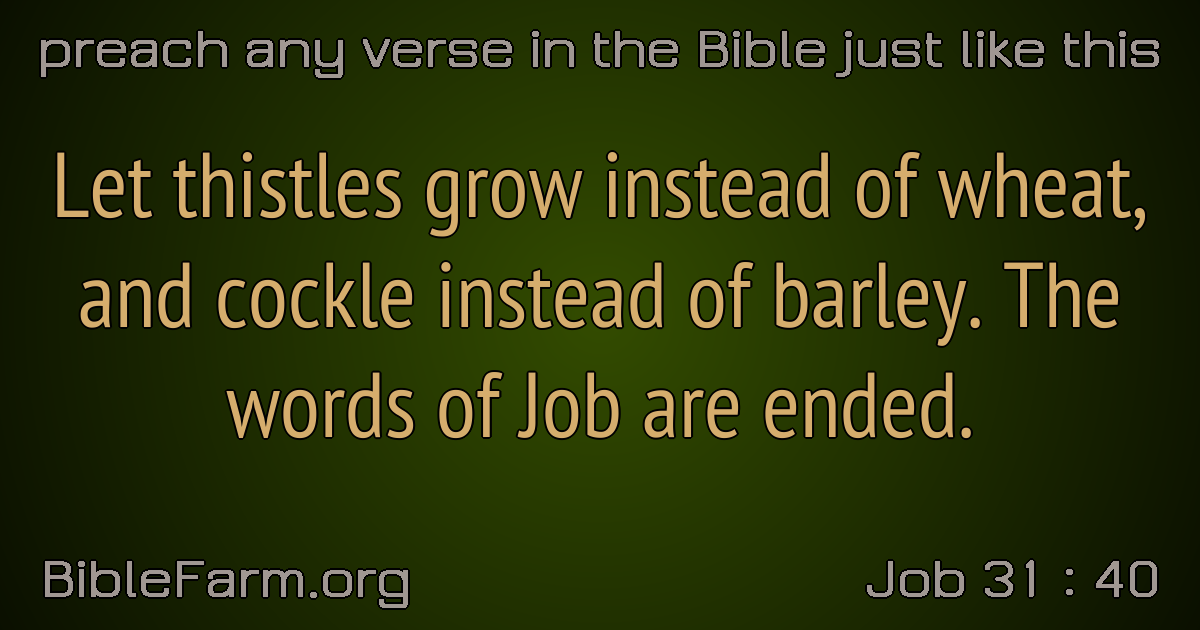 preach any verse in the Bible just like this
Let thistles grow instead of wheat,
and cockle instead of barley. The
words of Job are ended.
BibleFarm.org
Job 31 : 40